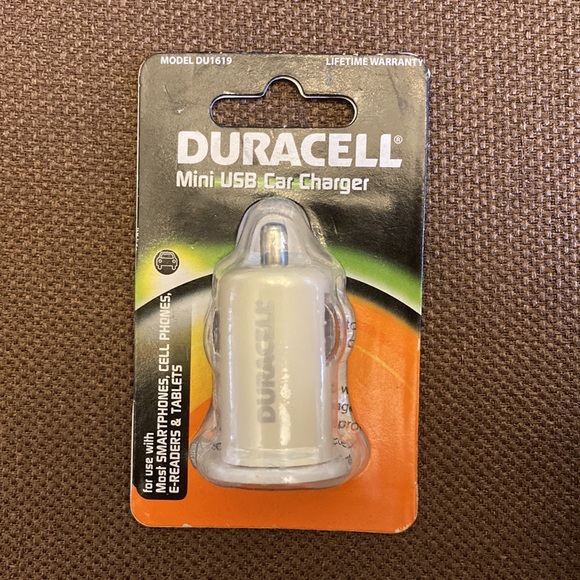 MODEL DU1619
LIFETIME WARRANTY
DURACELL®
Mini USB Car Charger
for use with
Most SMARTPHONES, CELL PHONES,
E-READERS & TABLETS
DURACELL